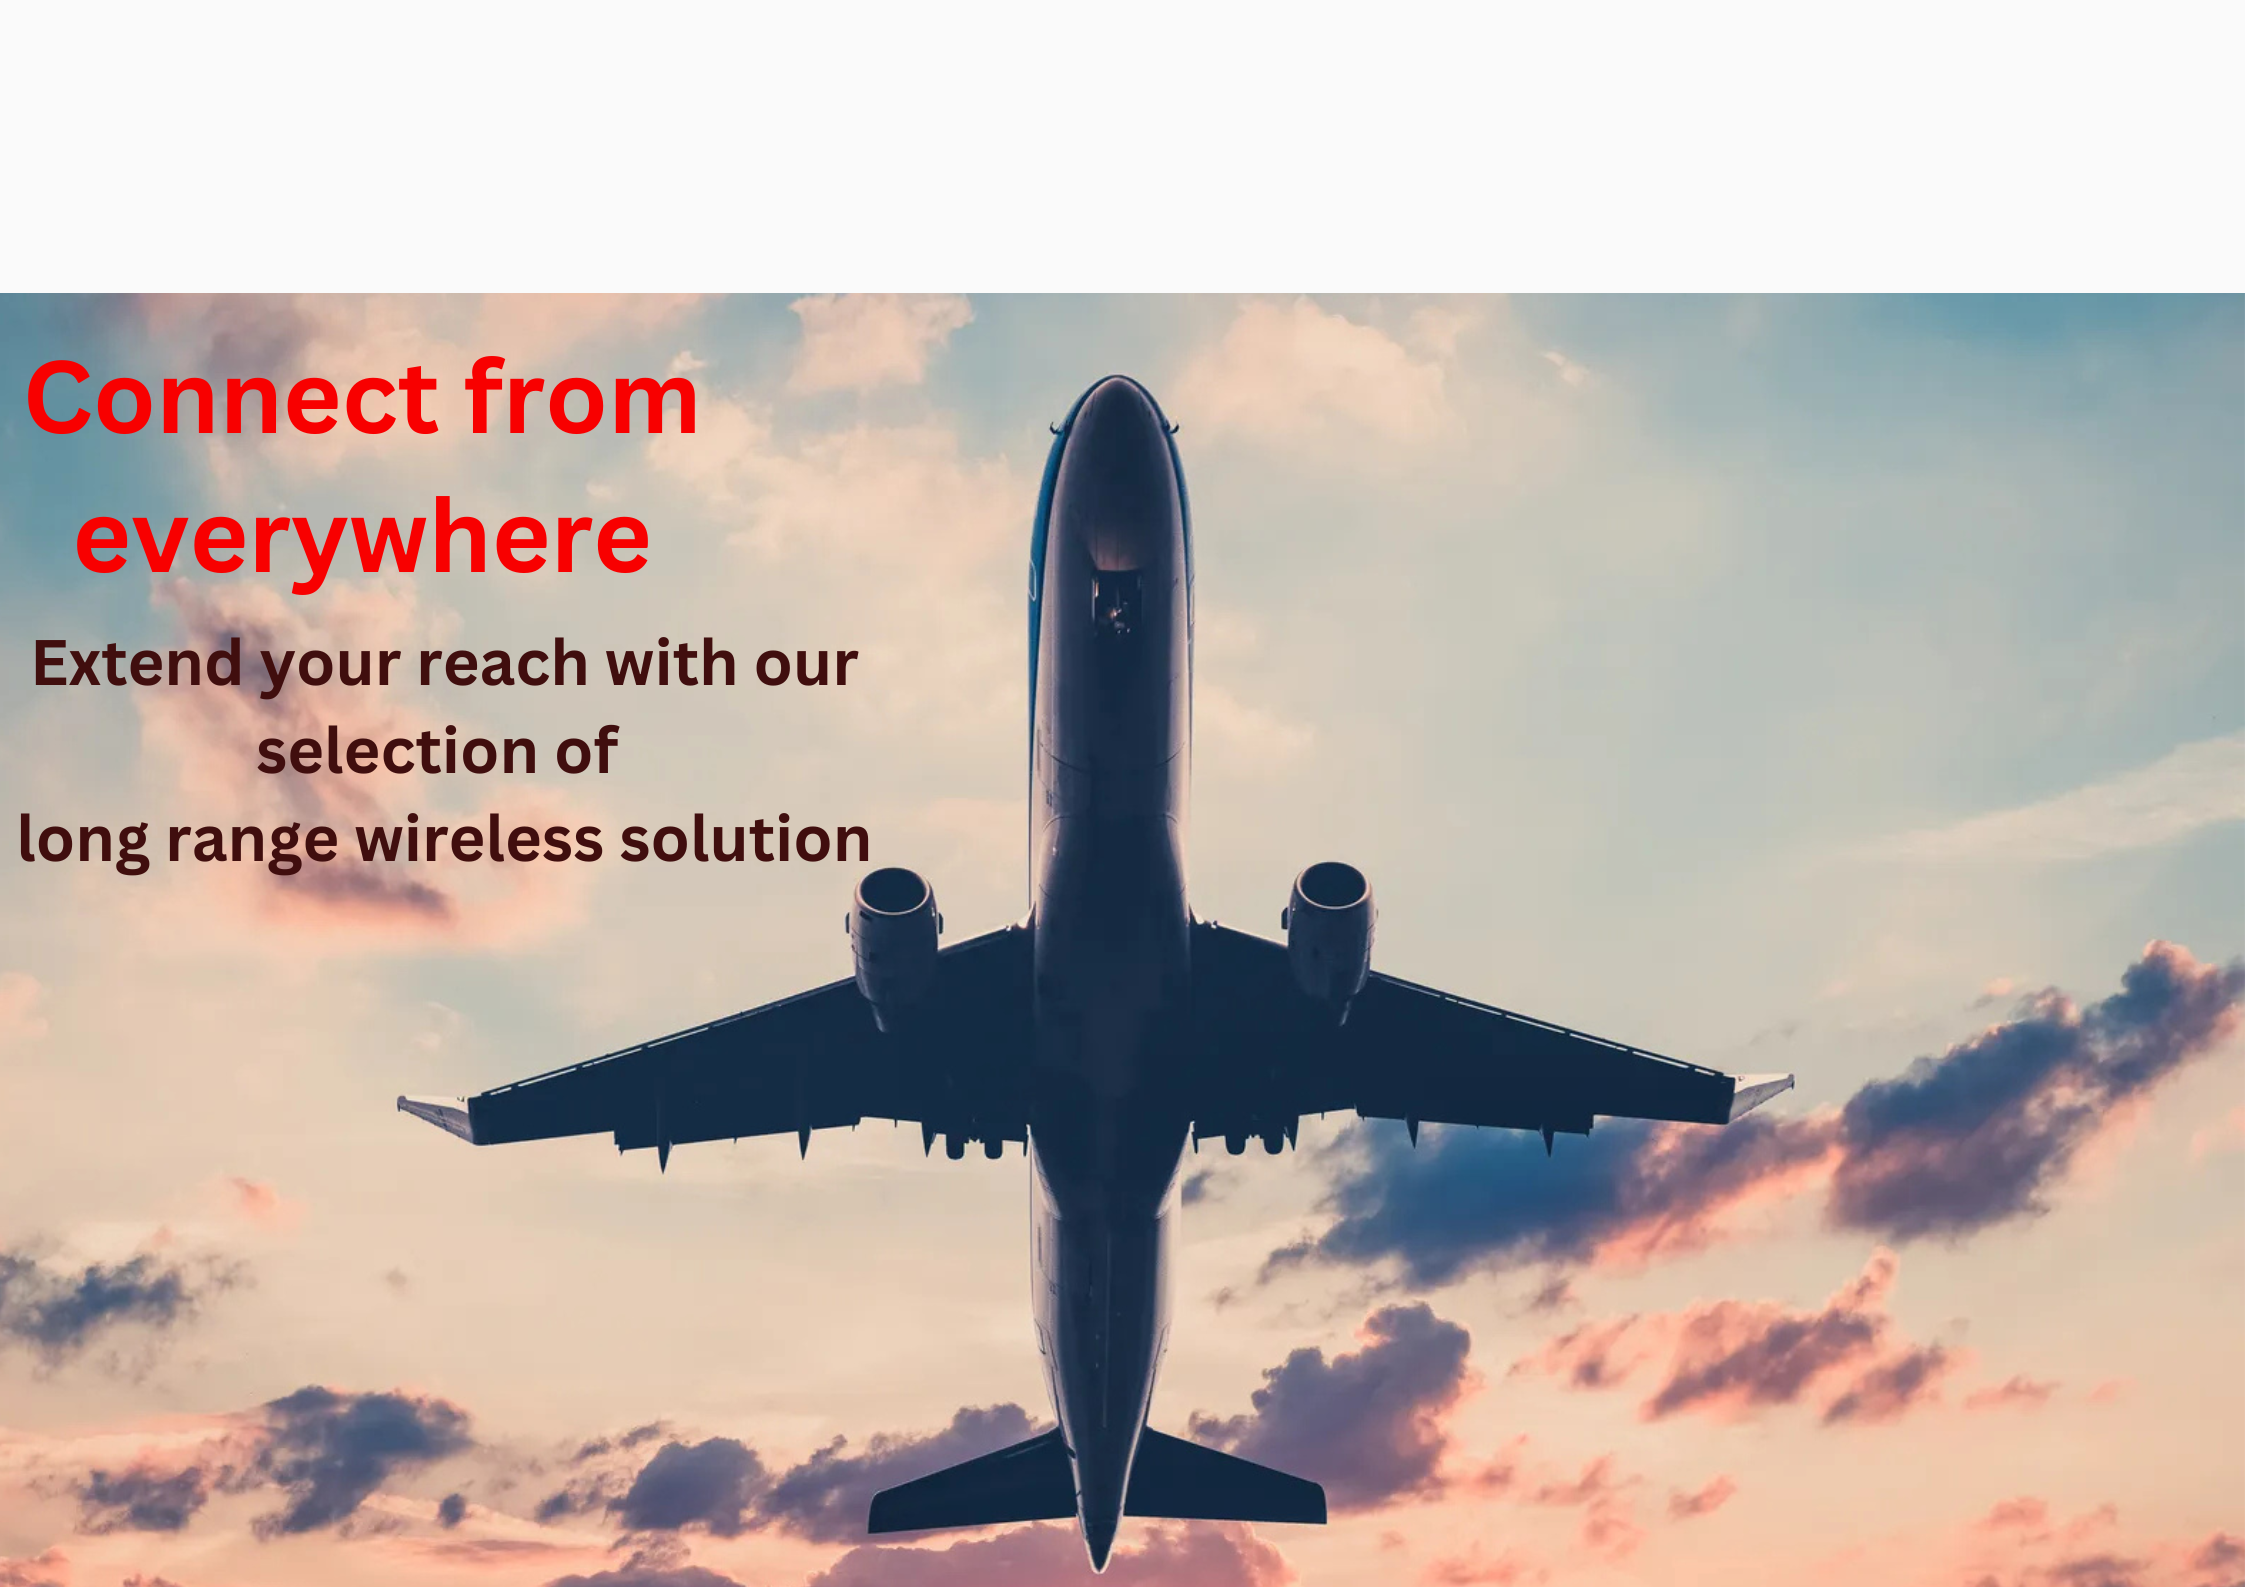 Connect from
everywhere
Extend your reach with our
selection of
long range wireless solution